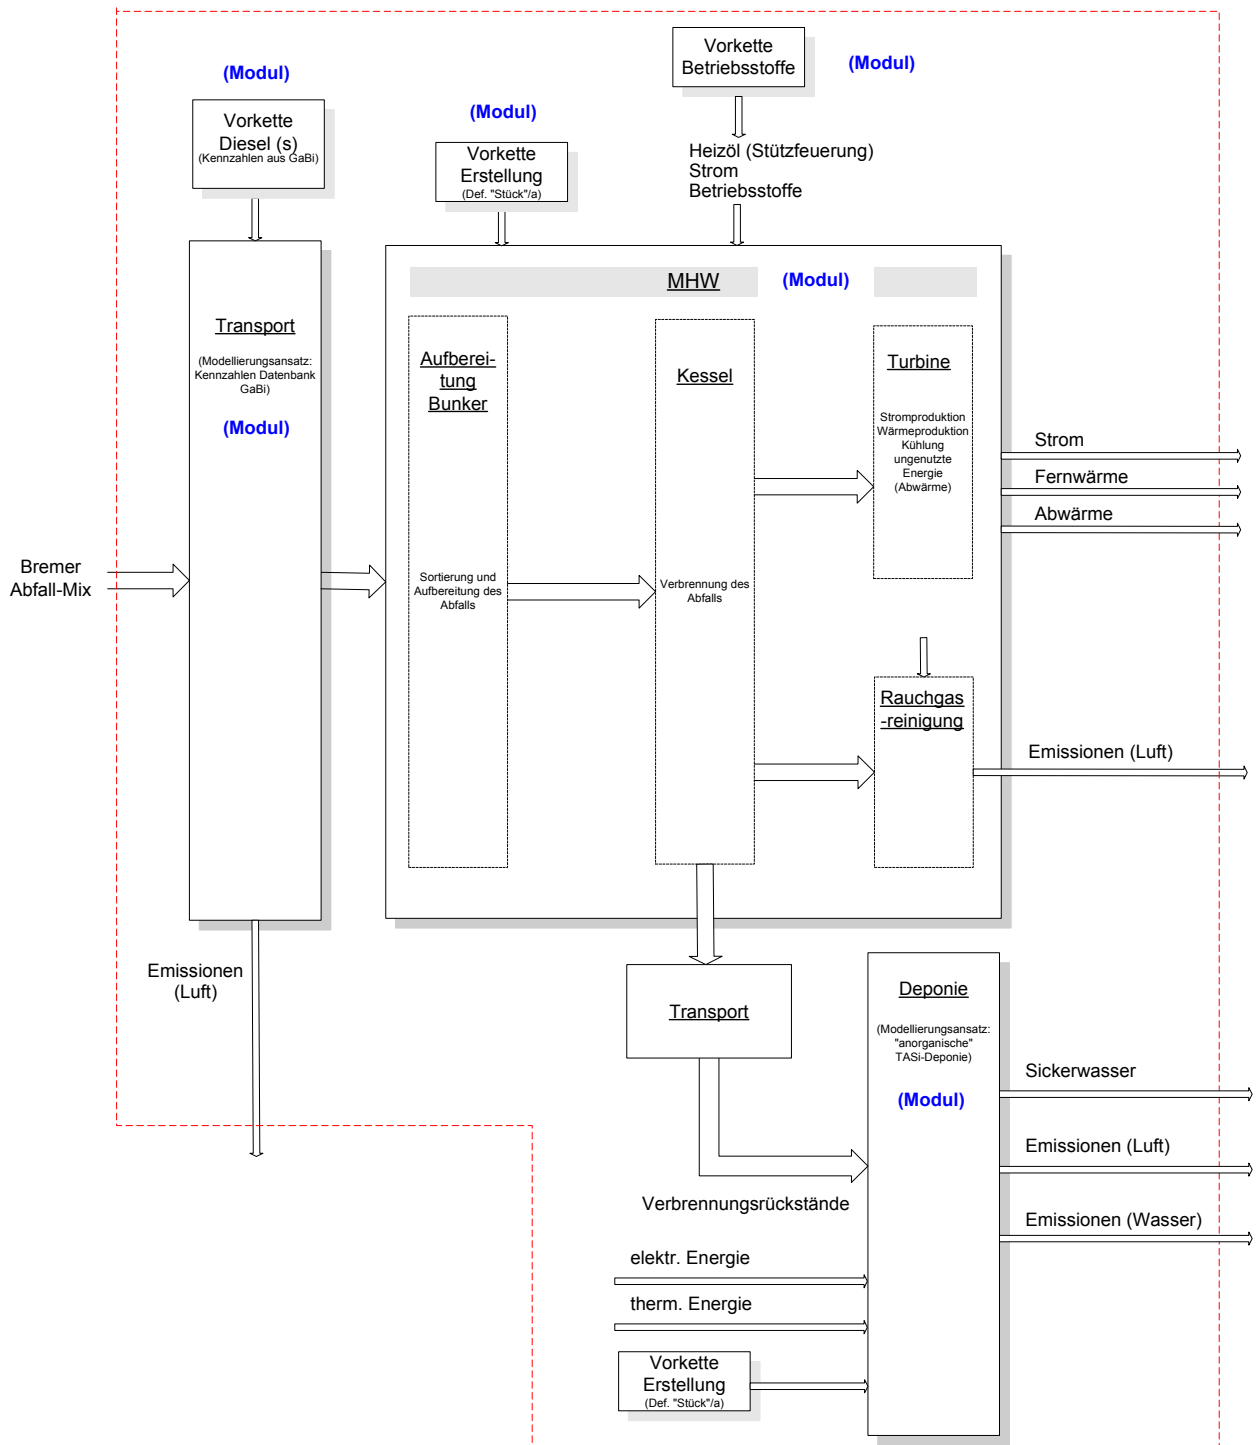 Vorkette
Betriebsstoffe
(Modul)
(Modul)
Vorkette
Diesel (s)
(Kennzahlen aus GaBi)
(Modul)
Vorkette
Erstellung
(Def. "Stück"/a)
Heizöl (Stützfeuerung)
Strom
Betriebsstoffe
MHW
(Modul)
Transport
(Modellierungsansatz:
Kennzahlen Datenbank
GaBi)
(Modul)
Aufberei-
tung
Bunker
Sortierung und
Aufbereitung des
Abfalls
Kessel
Verbrennung des
Abfalls
Turbine
Stromproduktion
Wärmeproduktion
Kühlung
ungenutzte
Energie
(Abwärme)
Strom
Fernwärme
Abwärme
Bremer
Abfall-Mix
Rauchgas
-reinigung
Emissionen (Luft)
Emissionen
(Luft)
Transport
Deponie
(Modellierungsansatz:
"anorganische"
TASi-Deponie)
(Modul)
Sickerwasser
Emissionen (Luft)
Emissionen (Wasser)
Verbrennungsrückstände
elektr. Energie
therm. Energie
Vorkette
Erstellung
(Def. "Stück"/a)